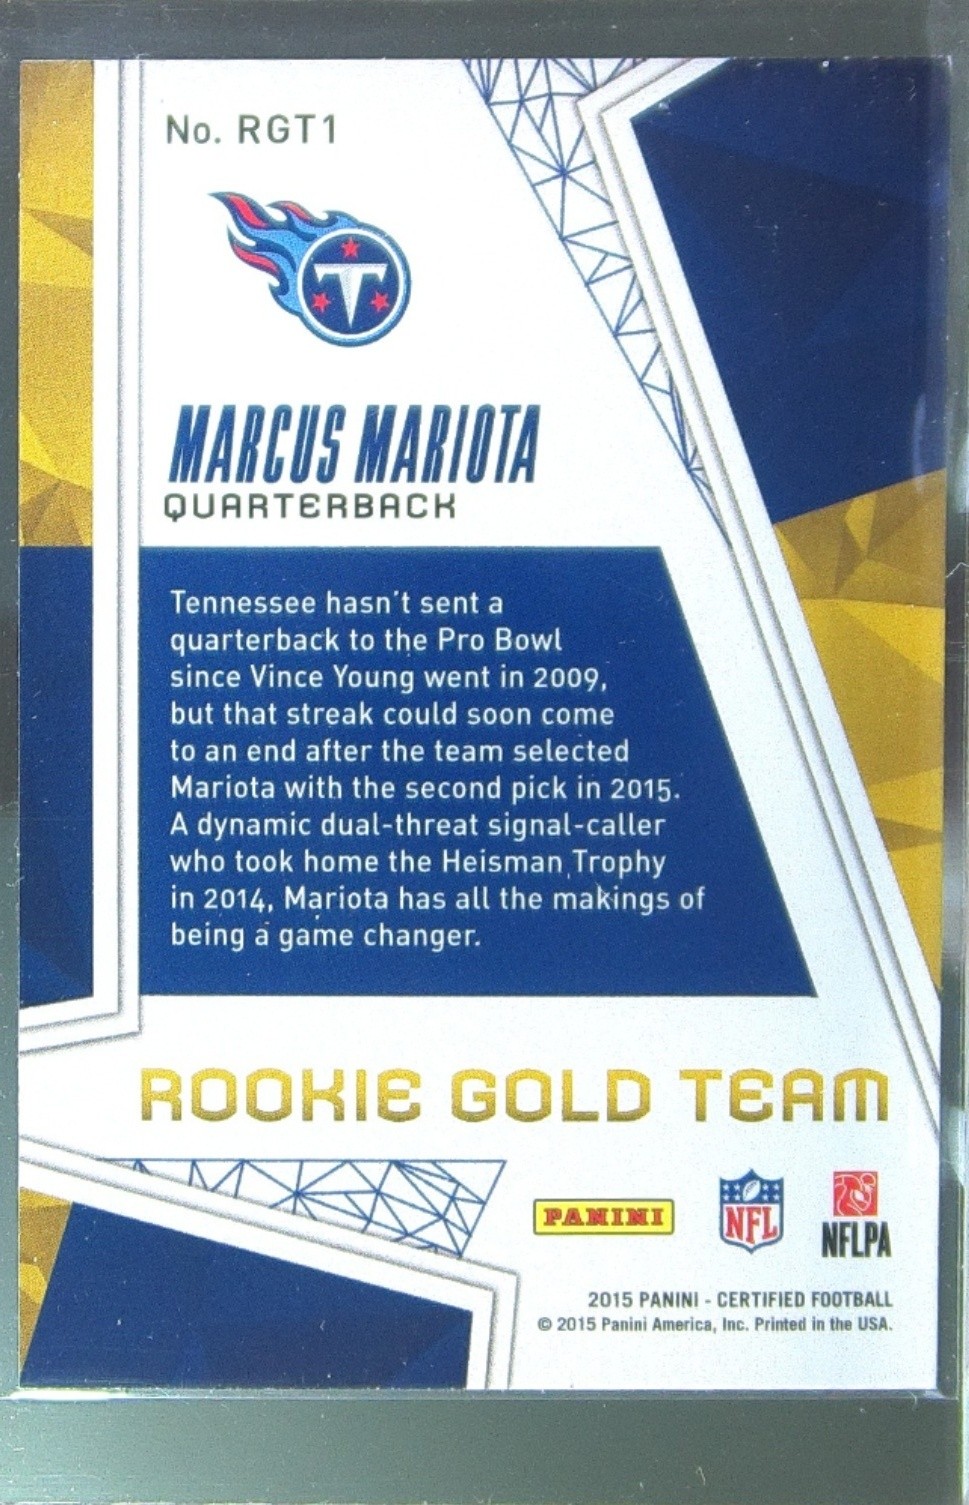 No. RGT1
T
MARCUS MARIOTA
QUARTERBACK
Tennessee hasn't sent a
quarterback to the Pro Bowl
since Vince Young went in 2009,
but that streak could soon come
to an end after the team selected
Mariota with the second pick in 2015.
A dynamic dual-threat signal-caller
who took home the Heisman Trophy
in 2014, Mariota has all the makings of
being a game changer.
ROOKIE GOLD TEAM
PANINI
NFL
NFLPA
2015 PANINI - CERTIFIED FOOTBALL
© 2015 Panini America, Inc. Printed in the USA.